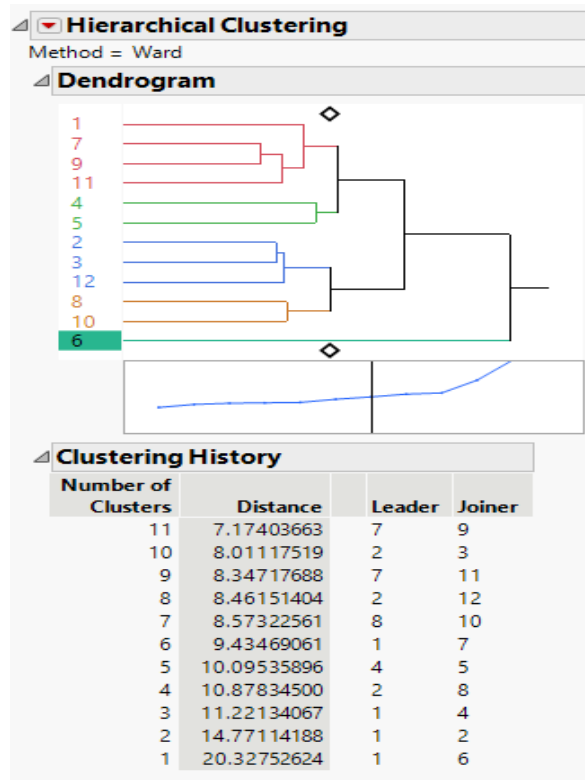 Hierarchical Clustering
Method = Ward
Dendrogram
1
7
9
11
4
5
2
3
12
8
10
6
Clustering History
Number of
Clusters Distance Leader Joiner
11 7.17403663 7 9
10 8.01117519 2 3
9 8.34717688 7 11
8 8.46151404 2 12
7 8.57322561 8 10
6 9.43469061 1 7
5 10.09535896 4 5
4 10.87834500 2 8
3 11.22134067 1 4
2 14.77114188 1 2
1 20.32752624 1 6